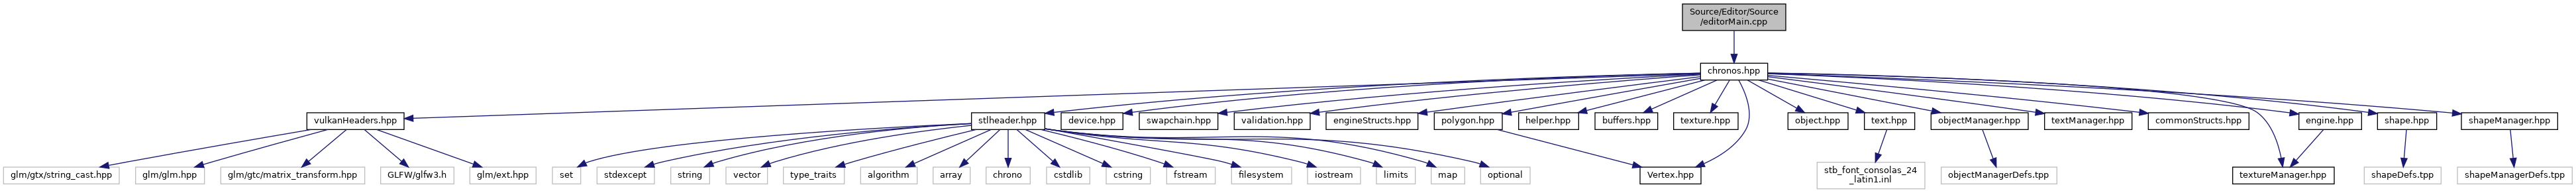 Source/Editor/Source
/editorMain.cpp
chronos.hpp
vulkanHeaders.hpp
stlheader.hpp
device.hpp
swapchain.hpp
validation.hpp
engineStructs.hpp
polygon.hpp
helper.hpp
buffers.hpp
texture.hpp
object.hpp
text.hpp
objectManager.hpp
textManager.hpp
commonStructs.hpp
engine.hpp
shape.hpp
shapeManager.hpp
glm/gtx/string_cast.hpp
glm/glm.hpp
glm/gtc/matrix_transform.hpp
GLFW/glfw3.h
glm/ext.hpp
set
stdexcept
string
vector
type_traits
algorithm
array
chrono
cstdlib
cstring
fstream
filesystem
iostream
limits
map
optional
Vertex.hpp
stb_font_consolas_24
_latin1.inl
objectManagerDefs.tpp
textureManager.hpp
shapeDefs.tpp
shapeManagerDefs.tpp